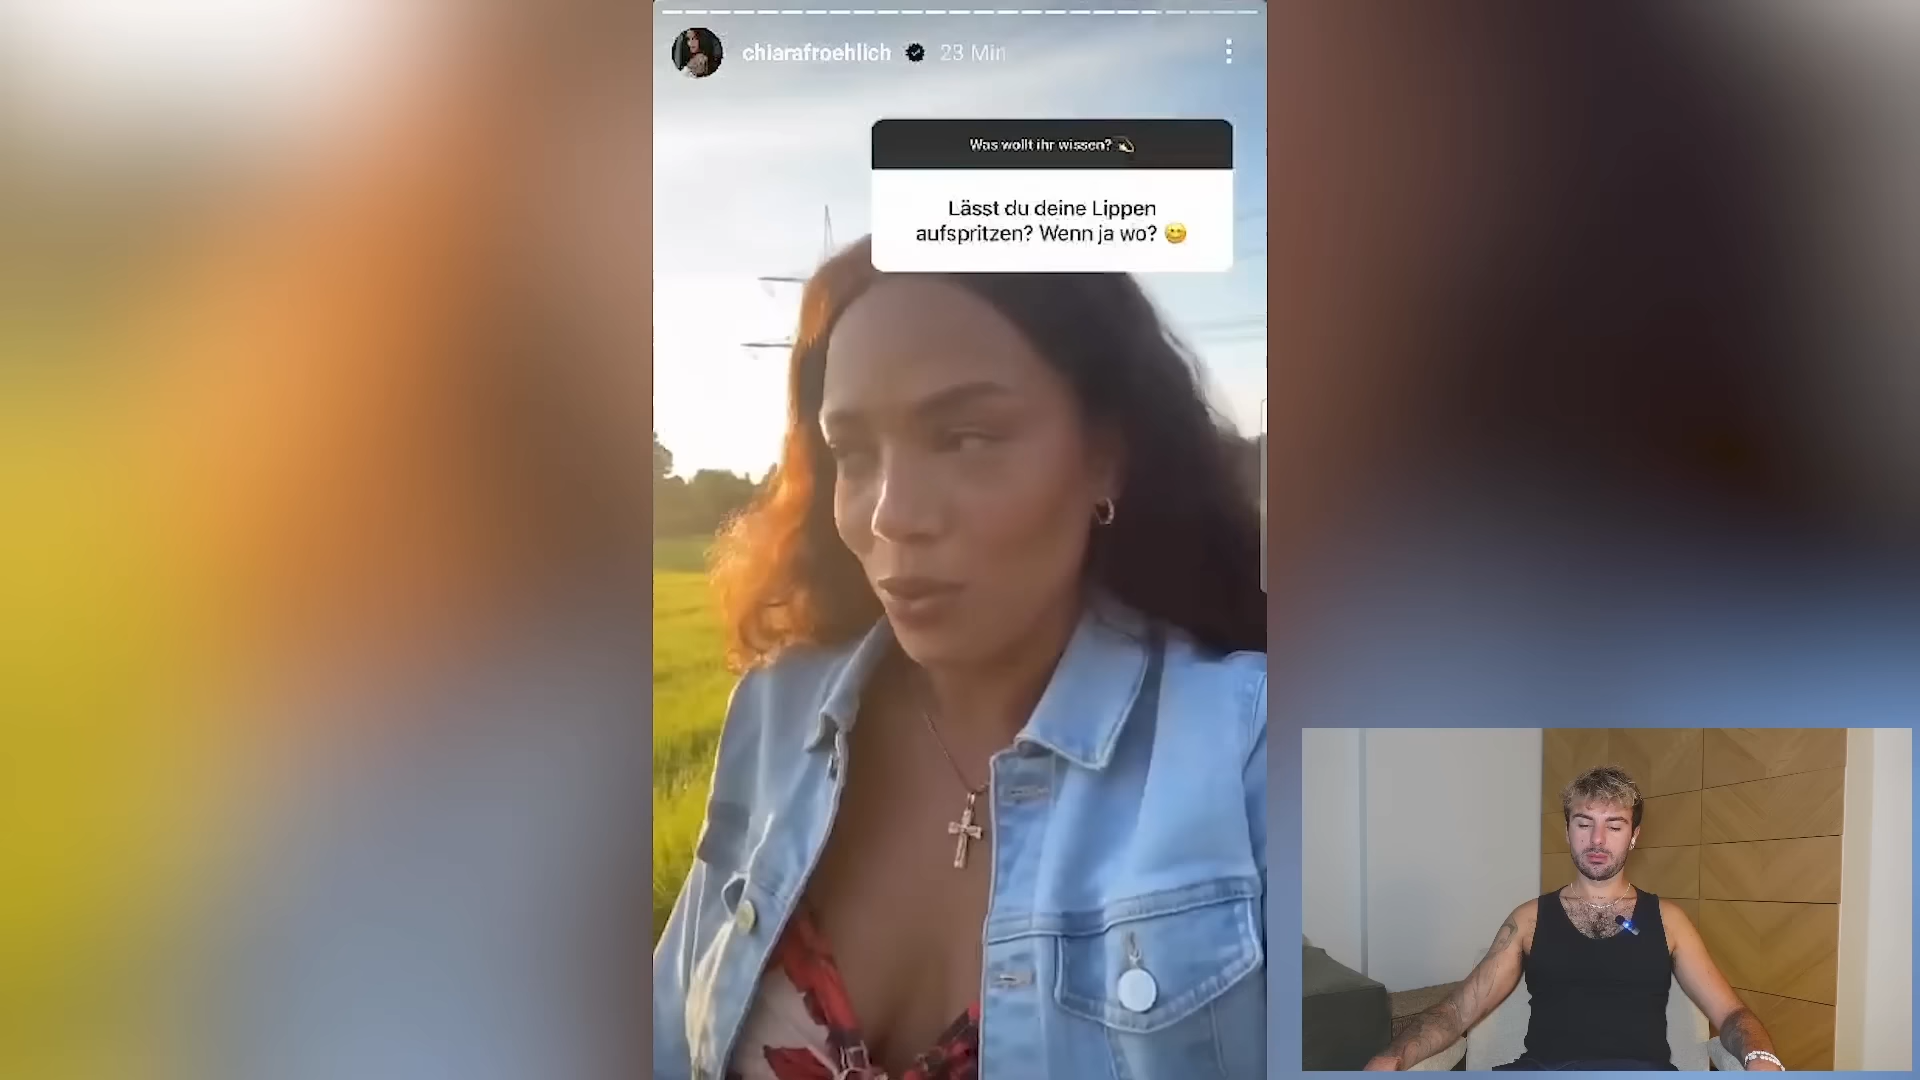 chiarafroehlich 23 Min
Was wollt ihr wissen? 💫
Lässt du deine Lippen
aufspritzen? Wenn ja wo? 😊